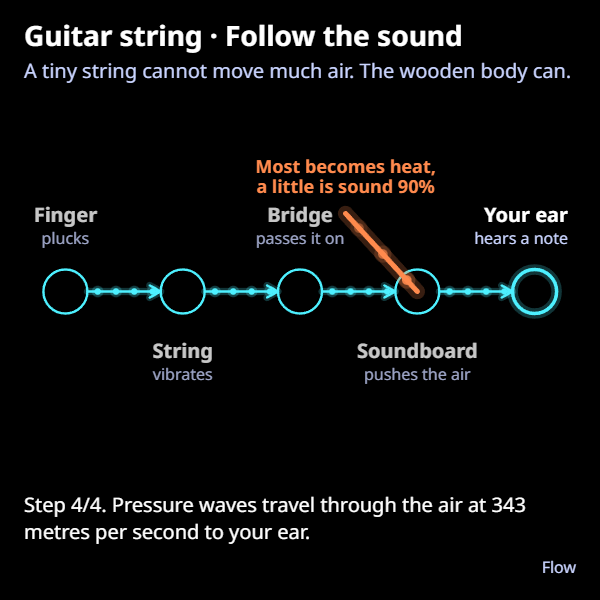 Guitar string · Follow the sound
A tiny string cannot move much air. The wooden body can.
Most becomes heat,
a little is sound 90%
Finger
plucks
Bridge
passes it on
Your ear
hears a note
String
vibrates
Soundboard
pushes the air
Step 4/4. Pressure waves travel through the air at 343
metres per second to your ear.
Flow